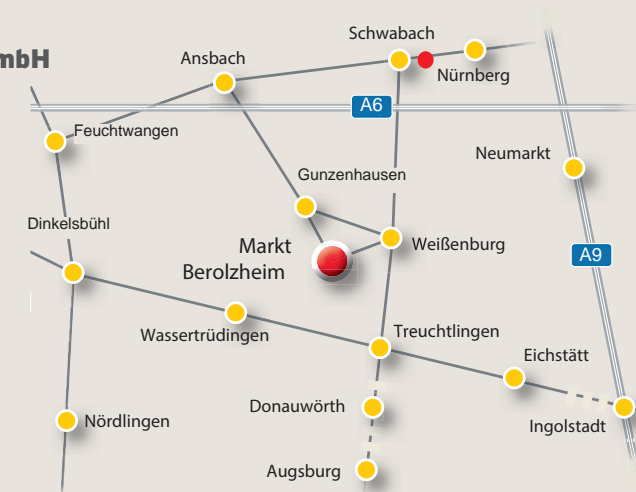 mbH
Schwabach
Ansbach
Nürnberg
A6
Feuchtwangen
Neumarkt
Gunzenhausen
Dinkelsbühl
Markt
Berolzheim
Weißenburg
A9
Wassertrüdingen
Treuchtlingen
Eichstätt
Donauwörth
Nördlingen
Ingolstadt
Augsburg